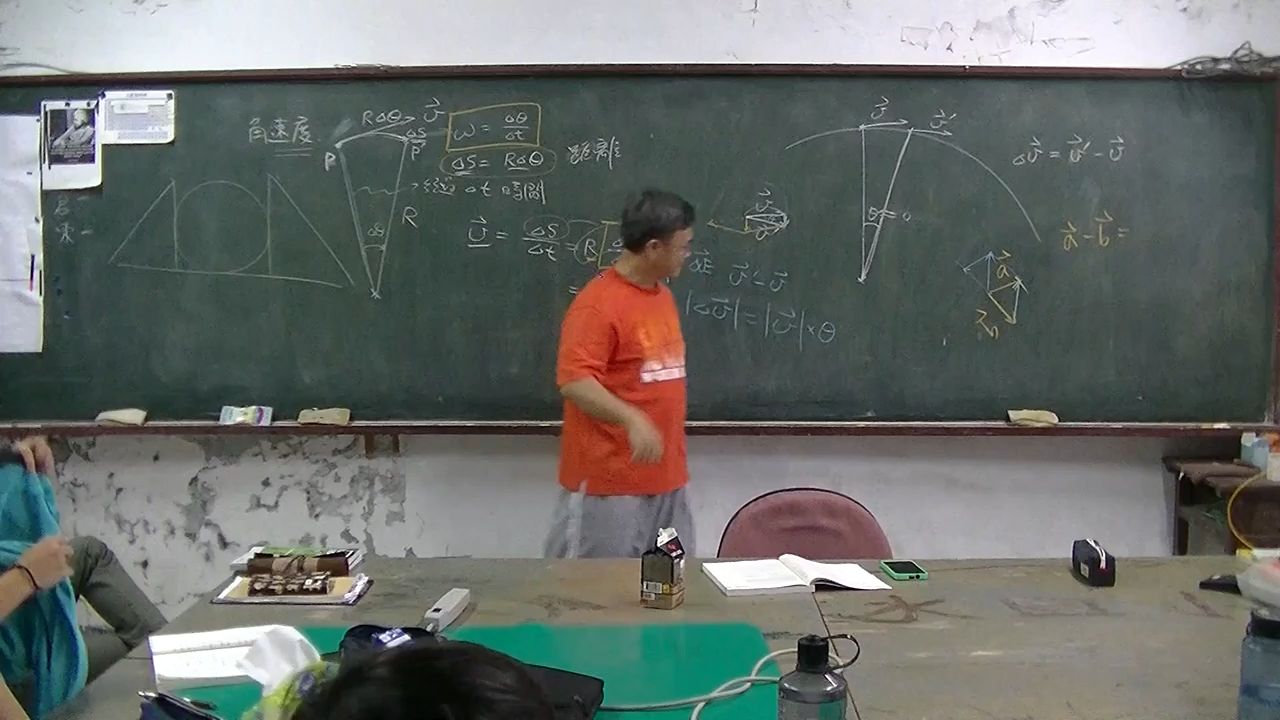 角速度
RΔθ
v⃗
ΔS
P
P'
ω = Δθ/Δt
ΔS = RΔθ 距離
經過 Δt 時間
Δθ
R
v⃗ = ΔS/Δt = R
=
v⃗'-v⃗
|Δv⃗| = |v⃗| × θ
v⃗
v⃗'
Δv⃗ = v⃗' - v⃗
a⃗ - b⃗ =
a⃗
b⃗